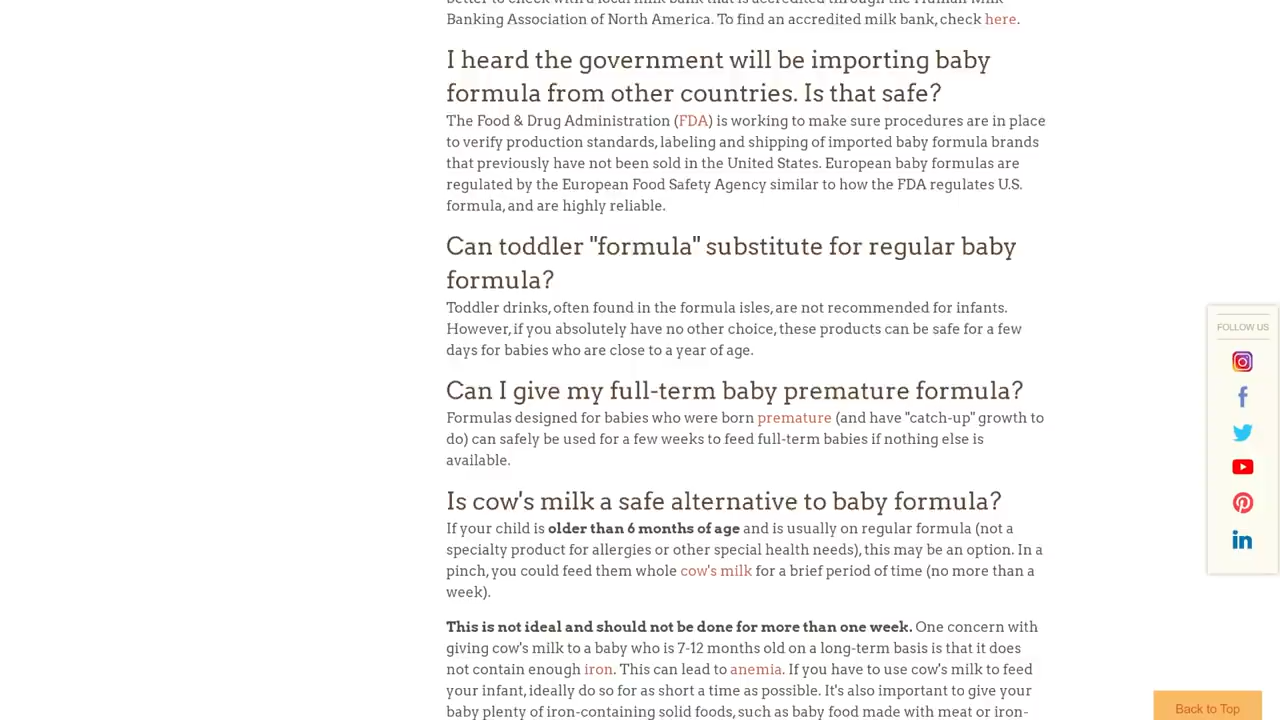 better to check with a local milk bank that is accredited through the Human Milk
Banking Association of North America. To find an accredited milk bank, check here.
I heard the government will be importing baby
formula from other countries. Is that safe?
The Food & Drug Administration (FDA) is working to make sure procedures are in place
to verify production standards, labeling and shipping of imported baby formula brands
that previously have not been sold in the United States. European baby formulas are
regulated by the European Food Safety Agency similar to how the FDA regulates U.S.
formula, and are highly reliable.
Can toddler "formula" substitute for regular baby
formula?
Toddler drinks, often found in the formula isles, are not recommended for infants.
However, if you absolutely have no other choice, these products can be safe for a few
days for babies who are close to a year of age.
Can I give my full-term baby premature formula?
Formulas designed for babies who were born premature (and have "catch-up" growth to
do) can safely be used for a few weeks to feed full-term babies if nothing else is
available.
Is cow's milk a safe alternative to baby formula?
If your child is older than 6 months of age and is usually on regular formula (not a
specialty product for allergies or other special health needs), this may be an option. In a
pinch, you could feed them whole cow's milk for a brief period of time (no more than a
week).
This is not ideal and should not be done for more than one week. One concern with
giving cow's milk to a baby who is 7-12 months old on a long-term basis is that it does
not contain enough iron. This can lead to anemia. If you have to use cow's milk to feed
your infant, ideally do so for as short a time as possible. It's also important to give your
baby plenty of iron-containing solid foods, such as baby food made with meat or iron-
FOLLOW US
Back to Top